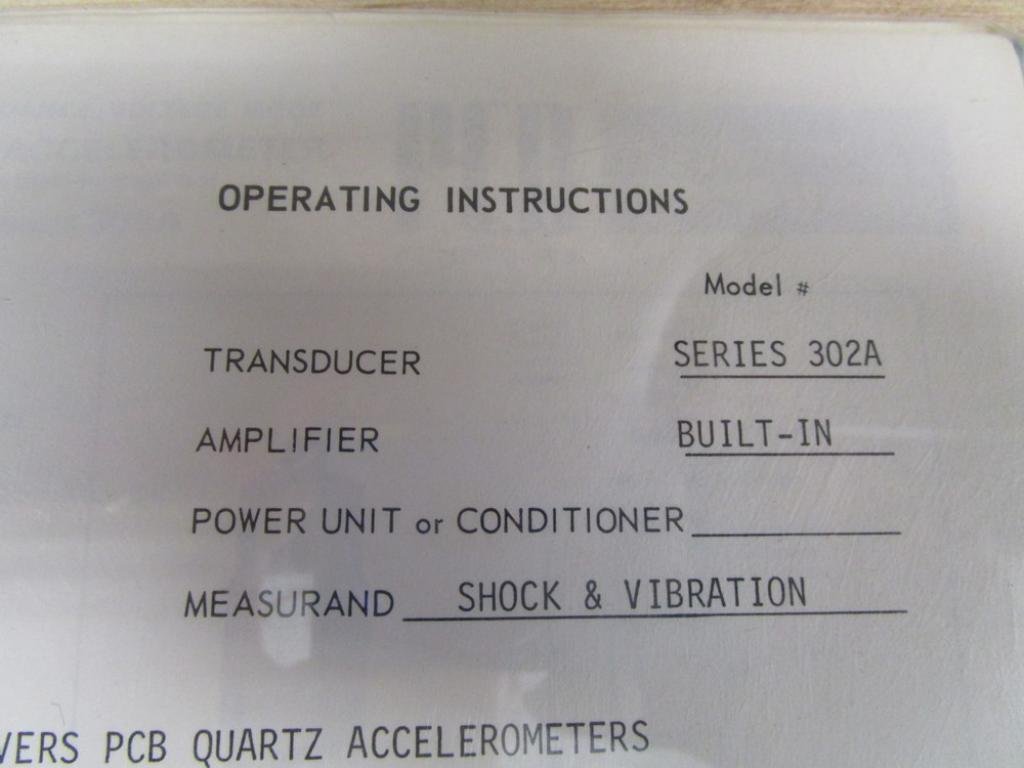 OPERATING INSTRUCTIONS
Model #
TRANSDUCER SERIES 302A
AMPLIFIER BUILT-IN
POWER UNIT or CONDITIONER
MEASURAND SHOCK & VIBRATION
PCB QUARTZ ACCELEROMETERS